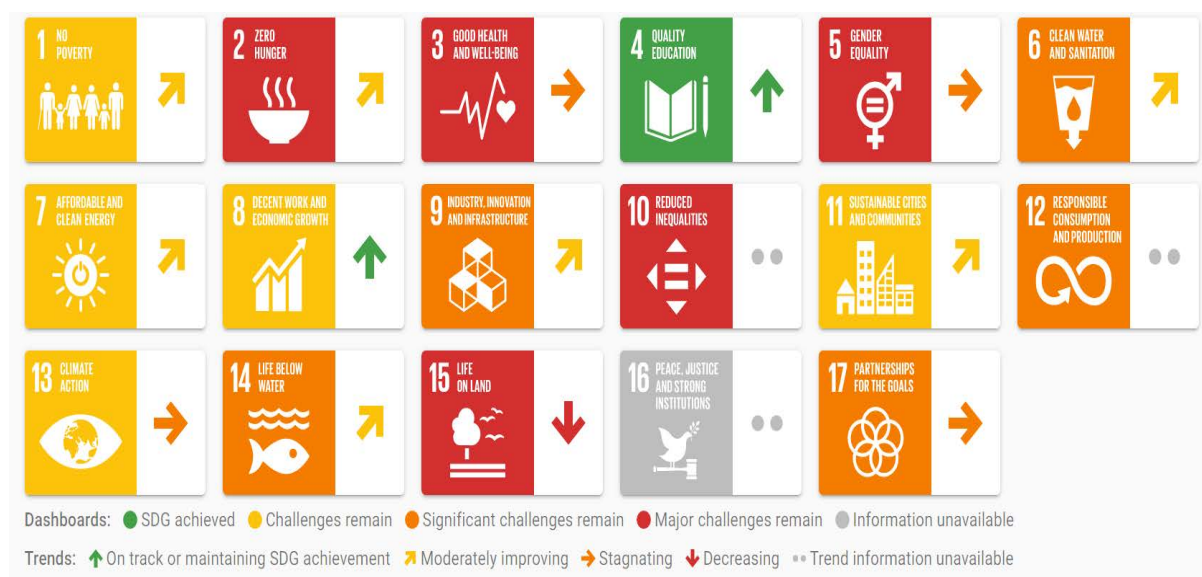 1 NO
POVERTY
2 ZERO
HUNGER
3 GOOD HEALTH
AND WELL-BEING
4 QUALITY
EDUCATION
5 GENDER
EQUALITY
6 CLEAN WATER
AND SANITATION
7 AFFORDABLE AND
CLEAN ENERGY
8 DECENT WORK AND
ECONOMIC GROWTH
9 INDUSTRY, INNOVATION
AND INFRASTRUCTURE
10 REDUCED
INEQUALITIES
11 SUSTAINABLE CITIES
AND COMMUNITIES
12 RESPONSIBLE
CONSUMPTION
AND PRODUCTION
13 CLIMATE
ACTION
14 LIFE BELOW
WATER
15 LIFE
ON LAND
16 PEACE, JUSTICE
AND STRONG
INSTITUTIONS
17 PARTNERSHIPS
FOR THE GOALS
Dashboards: SDG achieved Challenges remain Significant challenges remain Major challenges remain Information unavailable
Trends: On track or maintaining SDG achievement Moderately improving Stagnating Decreasing Trend information unavailable